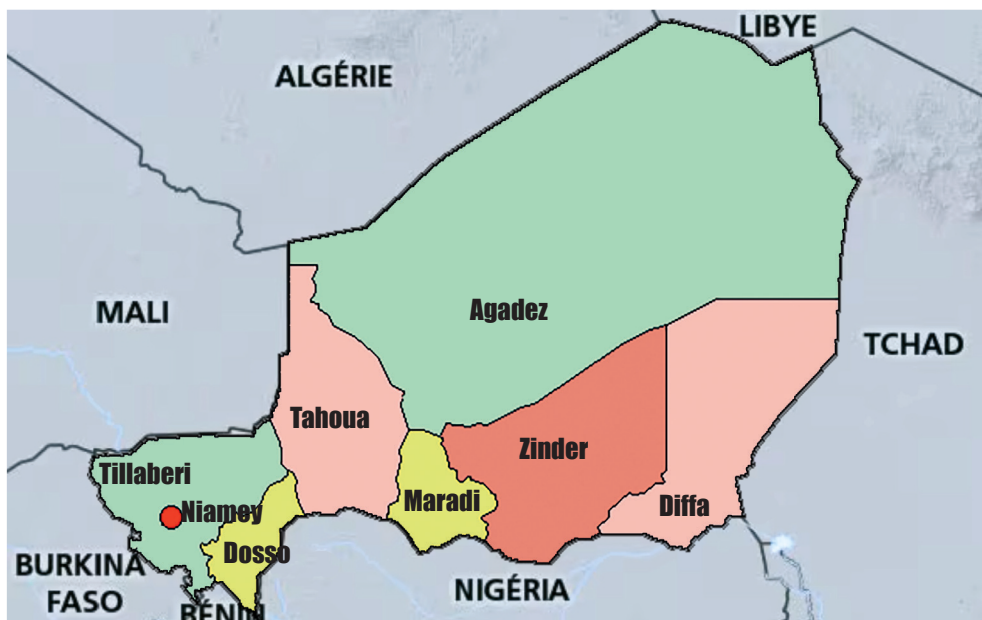 LIBYE
ALGÉRIE
MALI
Agadez
TCHAD
Tahoua
Zinder
Tillaberi
Maradi
Diffa
Niamey
Dosso
BURKINA
FASO
NIGÉRIA
BÉNIN